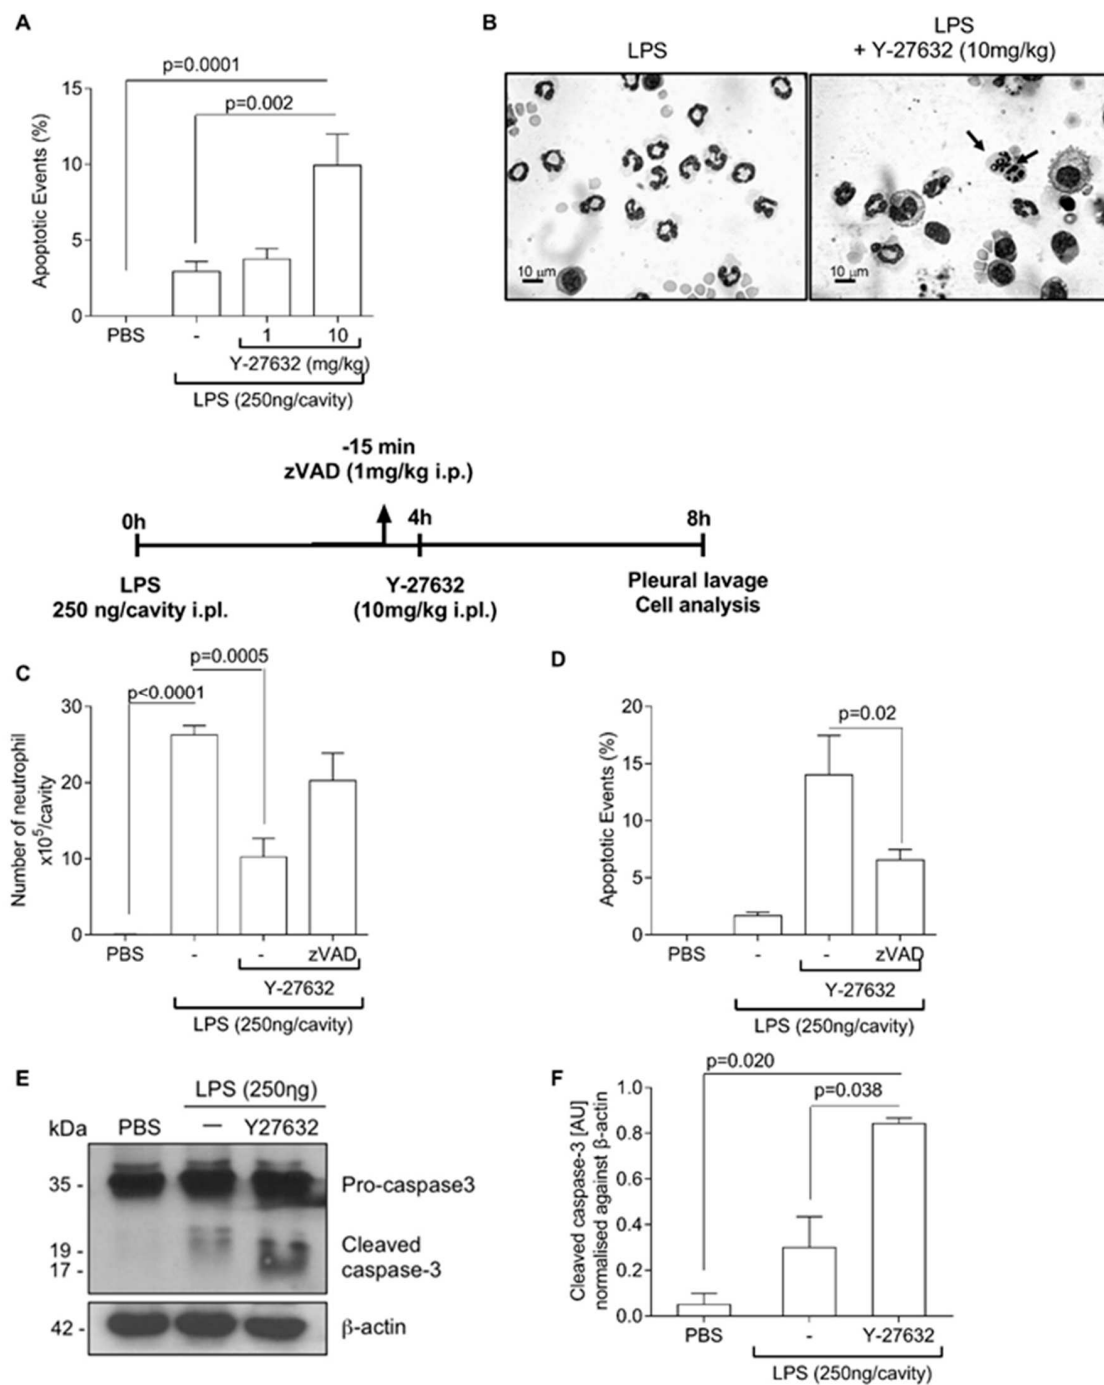 A
p=0.0001
p=0.002
15
10
5
0
Apoptotic Events (%)
PBS
-
1
10
Y-27632 (mg/kg)
LPS (250ng/cavity)
B
LPS
LPS
+ Y-27632 (10mg/kg)
10 µm
10 µm
-15 min
zVAD (1mg/kg i.p.)
0h
4h
8h
LPS
250 ng/cavity i.pl.
Y-27632
(10mg/kg i.pl.)
Pleural lavage
Cell analysis
C
p=0.0005
p<0.0001
30
20
10
0
Number of neutrophil
x10⁵/cavity
PBS
-
-
zVAD
Y-27632
LPS (250ng/cavity)
D
p=0.02
20
15
10
5
0
Apoptotic Events (%)
PBS
-
-
zVAD
Y-27632
LPS (250ng/cavity)
E
LPS (250ηg)
kDa
PBS
—
Y27632
35 -
Pro-caspase3
19 -
17 -
Cleaved
caspase-3
42 -
β-actin
F
p=0.020
p=0.038
1.0
0.8
0.6
0.4
0.2
0.0
Cleaved caspase-3 [AU]
normalised against β-actin
PBS
-
Y-27632
LPS (250ng/cavity)